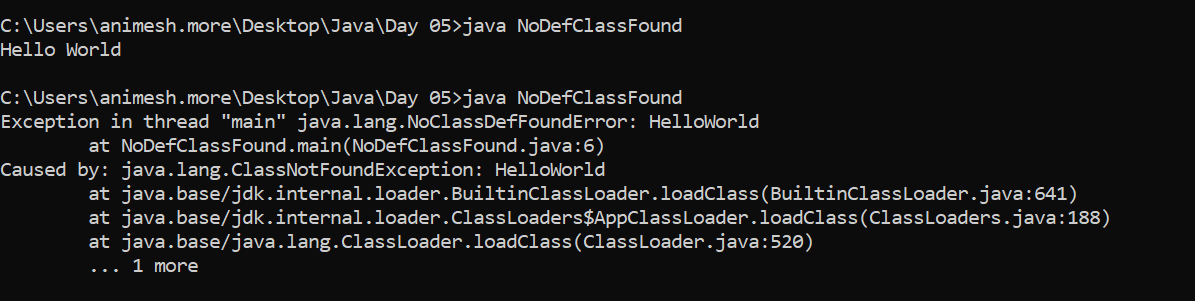 C:\Users\animesh.more\Desktop\Java\Day 05>java NoDefClassFound
Hello World
C:\Users\animesh.more\Desktop\Java\Day 05>java NoDefClassFound
Exception in thread "main" java.lang.NoClassDefFoundError: HelloWorld
at NoDefClassFound.main(NoDefClassFound.java:6)
Caused by: java.lang.ClassNotFoundException: HelloWorld
at java.base/jdk.internal.loader.BuiltinClassLoader.loadClass(BuiltinClassLoader.java:641)
at java.base/jdk.internal.loader.ClassLoaders$AppClassLoader.loadClass(ClassLoaders.java:188)
at java.base/java.lang.ClassLoader.loadClass(ClassLoader.java:520)
... 1 more